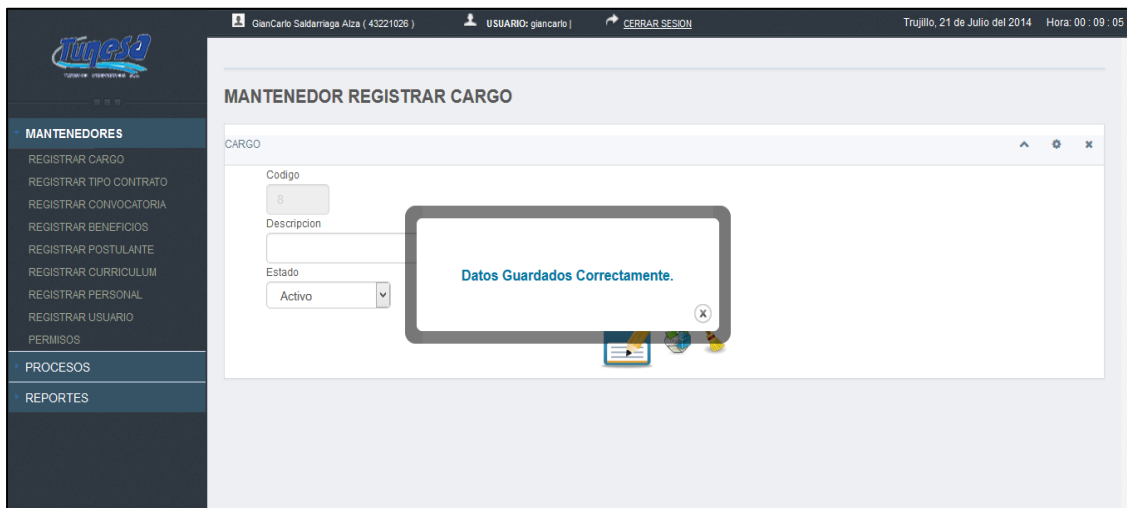 GianCarlo Saldarriaga Alza ( 43221026 ) USUARIO: giancarlo | CERRAR SESION Trujillo, 21 de Julio del 2014 Hora: 00 : 09 : 05
Tunesa
MANTENEDOR REGISTRAR CARGO
MANTENEDORES
REGISTRAR CARGO
REGISTRAR TIPO CONTRATO
REGISTRAR CONVOCATORIA
REGISTRAR BENEFICIOS
REGISTRAR POSTULANTE
REGISTRAR CURRICULUM
REGISTRAR PERSONAL
REGISTRAR USUARIO
PERMISOS
PROCESOS
REPORTES
CARGO
Codigo
8
Descripcion
Estado
Activo
Datos Guardados Correctamente.
X